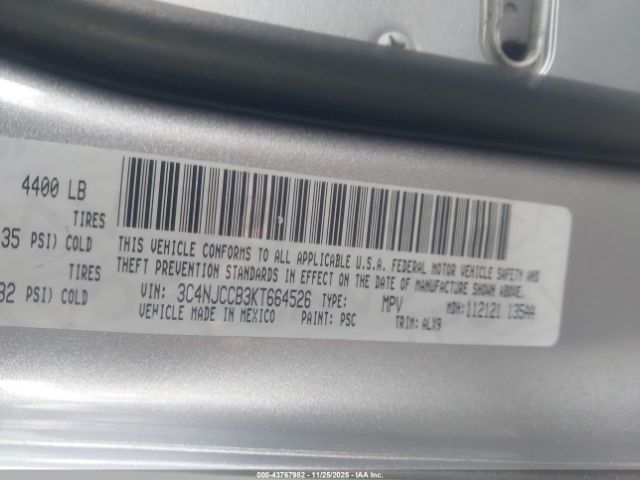 4400 LB
TIRES
35 PSI) COLD
THIS VEHICLE CONFORMS TO ALL APPLICABLE U.S.A. FEDERAL MOTOR VEHICLE SAFETY AND
TIRES
THEFT PREVENTION STANDARDS IN EFFECT ON THE DATE OF MANUFACTURE SHOWN ABOVE.
32 PSI) COLD
VIN: 3C4NJCCB3KT664526 TYPE: MPV MDH:112121 135AA
VEHICLE MADE IN MEXICO PAINT: PSC TRIM: ALX9
000-43767982 - 11/25/2025 - IAA Inc.